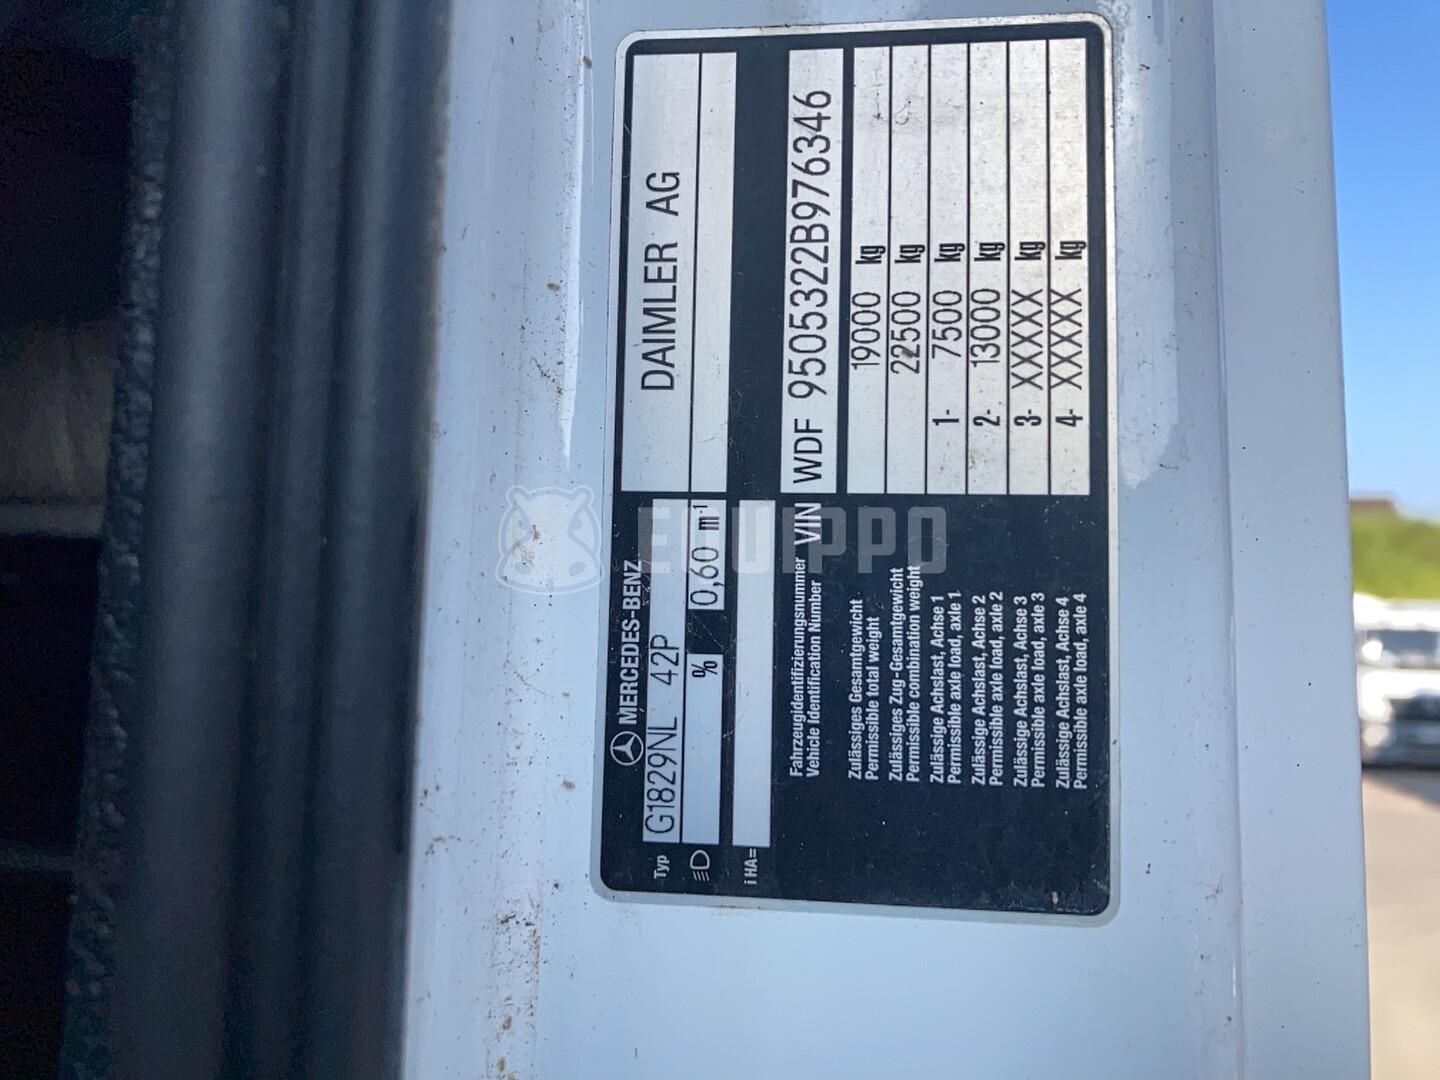 MERCEDES-BENZ
Typ G1829NL 42P DAIMLER AG
% 0,60 m-1
i HA=
Fahrzeugidentifizierungsnummer
Vehicle Identification Number
VIN WDF 9505322B976346
Zulässiges Gesamtgewicht
Permissible total weight
19000 kg
Zulässiges Zug-Gesamtgewicht
Permissible combination weight
22500 kg
Zulässige Achslast, Achse 1
Permissible axle load, axle 1
1- 7500 kg
Zulässige Achslast, Achse 2
Permissible axle load, axle 2
2- 13000 kg
Zulässige Achslast, Achse 3
Permissible axle load, axle 3
3- XXXXX kg
Zulässige Achslast, Achse 4
Permissible axle load, axle 4
4- XXXXX kg
EQUIPPO